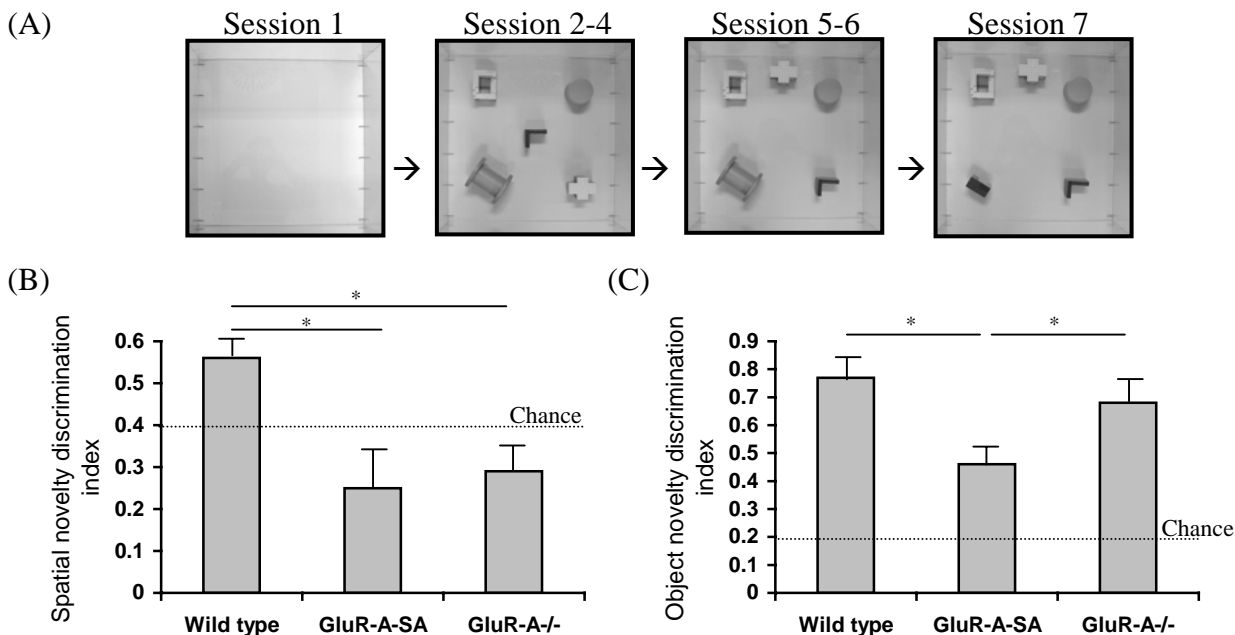 (A)
Session 1
Session 2-4
Session 5-6
Session 7
→
→
→
(B)
Spatial novelty discrimination
index
0.6
0.5
0.4
0.3
0.2
0.1
0
*
*
Chance
Wild type GluR-A-SA GluR-A-/-
(C)
Object novelty discrimination
index
0.9
0.8
0.7
0.6
0.5
0.4
0.3
0.2
0.1
0
* *
Chance
Wild type GluR-A-SA GluR-A-/-